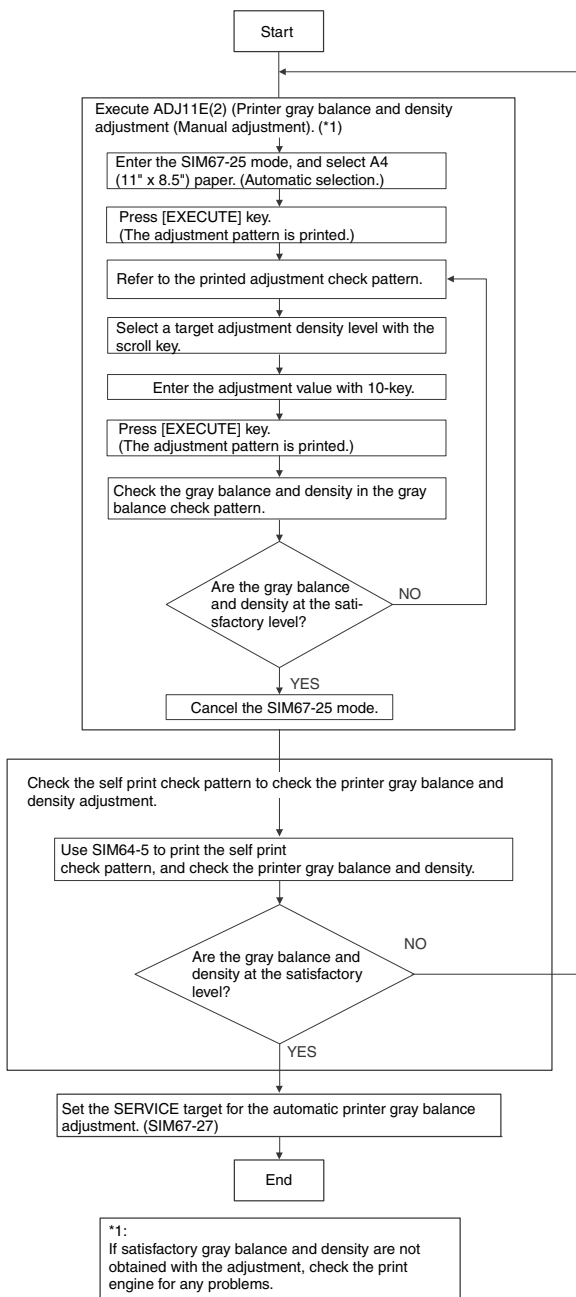 Start
Execute ADJ11E(2) (Printer gray balance and density
adjustment (Manual adjustment). (*1)
Enter the SIM67-25 mode, and select A4
(11" x 8.5") paper. (Automatic selection.)
Press [EXECUTE] key.
(The adjustment pattern is printed.)
Refer to the printed adjustment check pattern.
Select a target adjustment density level with the
scroll key.
Enter the adjustment value with 10-key.
Press [EXECUTE] key.
(The adjustment pattern is printed.)
Check the gray balance and density in the gray
balance check pattern.
Are the gray balance
and density at the sati-
sfactory level?
NO
YES
Cancel the SIM67-25 mode.
Check the self print check pattern to check the printer gray balance and
density adjustment.
Use SIM64-5 to print the self print
check pattern, and check the printer gray balance and density.
Are the gray balance and
density at the satisfactory
level?
NO
YES
Set the SERVICE target for the automatic printer gray balance
adjustment. (SIM67-27)
End
*1:
If satisfactory gray balance and density are not
obtained with the adjustment, check the print
engine for any problems.